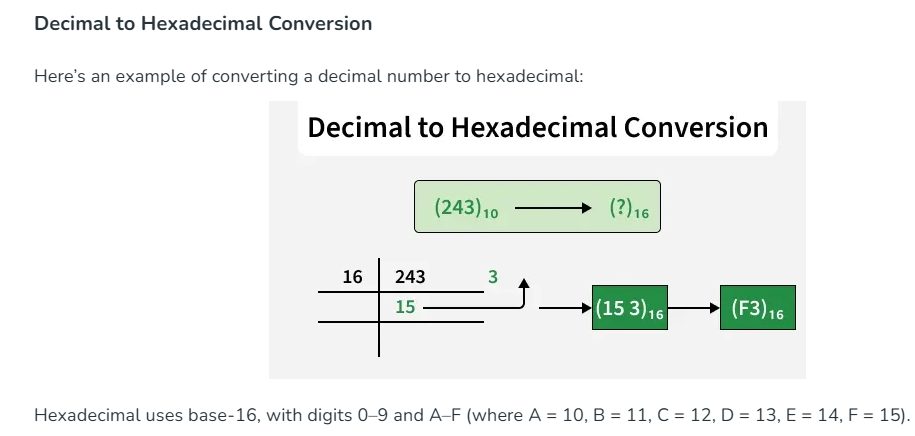 Decimal to Hexadecimal Conversion
Here’s an example of converting a decimal number to hexadecimal:
Decimal to Hexadecimal Conversion
(243)₁₀ (?)₁₆
16 243 3
15
(15 3)₁₆ (F3)₁₆
Hexadecimal uses base-16, with digits 0–9 and A–F (where A = 10, B = 11, C = 12, D = 13, E = 14, F = 15).